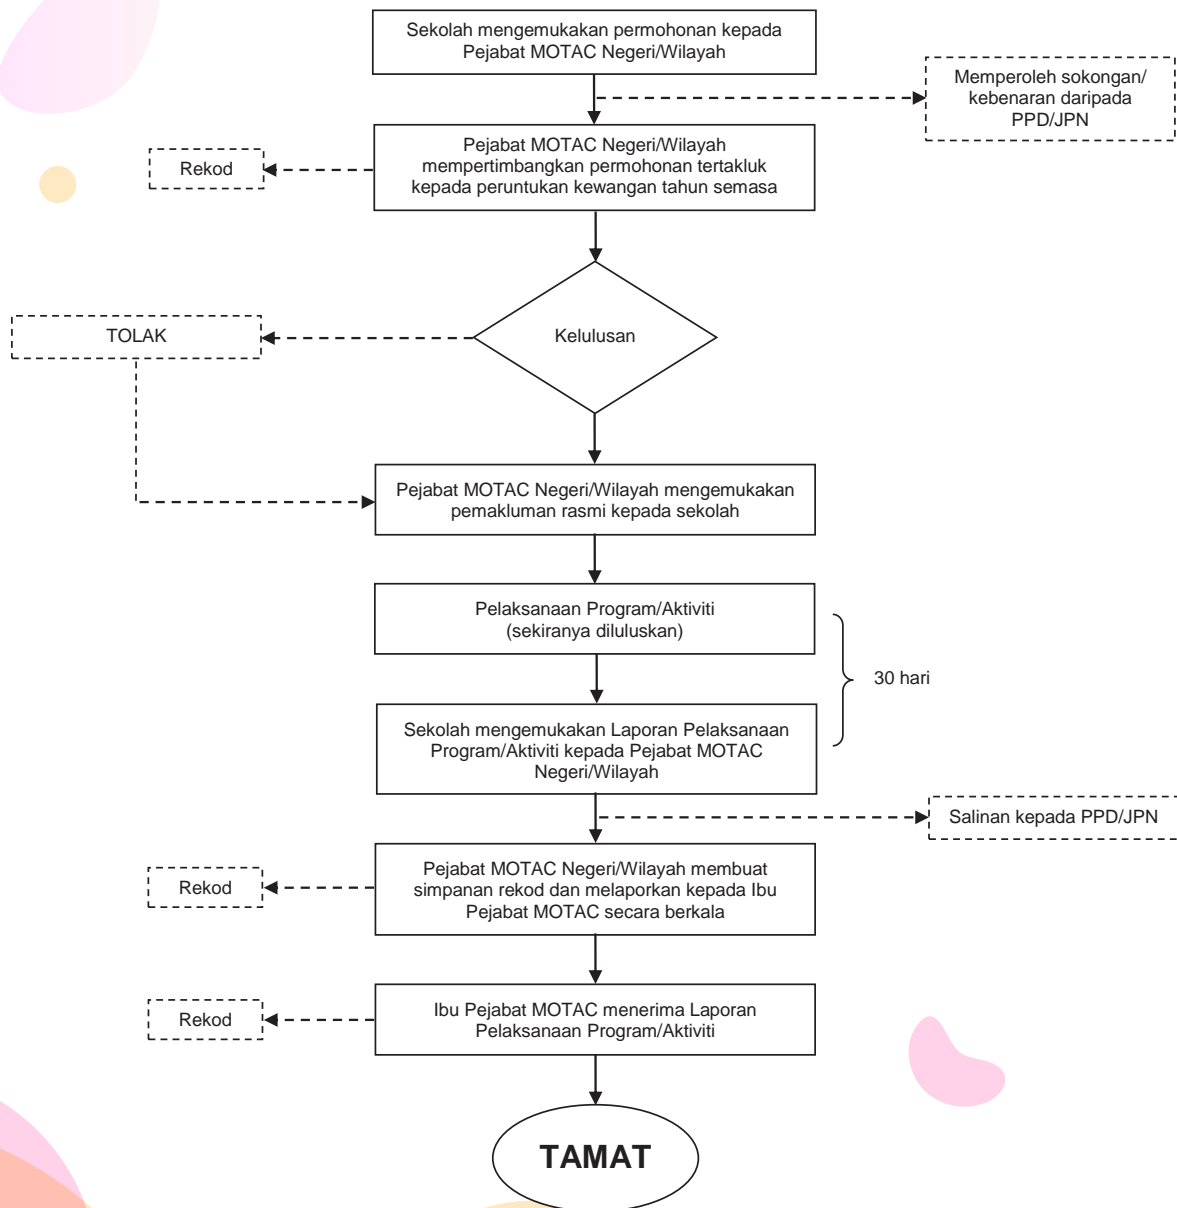 Sekolah mengemukakan permohonan kepada
Pejabat MOTAC Negeri/Wilayah
Memperoleh sokongan/
kebenaran daripada
PPD/JPN
Pejabat MOTAC Negeri/Wilayah
mempertimbangkan permohonan tertakluk
kepada peruntukan kewangan tahun semasa
Rekod
Kelulusan
TOLAK
Pejabat MOTAC Negeri/Wilayah mengemukakan
pemakluman rasmi kepada sekolah
Pelaksanaan Program/Aktiviti
(sekiranya diluluskan)
30 hari
Sekolah mengemukakan Laporan Pelaksanaan
Program/Aktiviti kepada Pejabat MOTAC
Negeri/Wilayah
Salinan kepada PPD/JPN
Pejabat MOTAC Negeri/Wilayah membuat
simpanan rekod dan melaporkan kepada Ibu
Pejabat MOTAC secara berkala
Rekod
Ibu Pejabat MOTAC menerima Laporan
Pelaksanaan Program/Aktiviti
Rekod
TAMAT